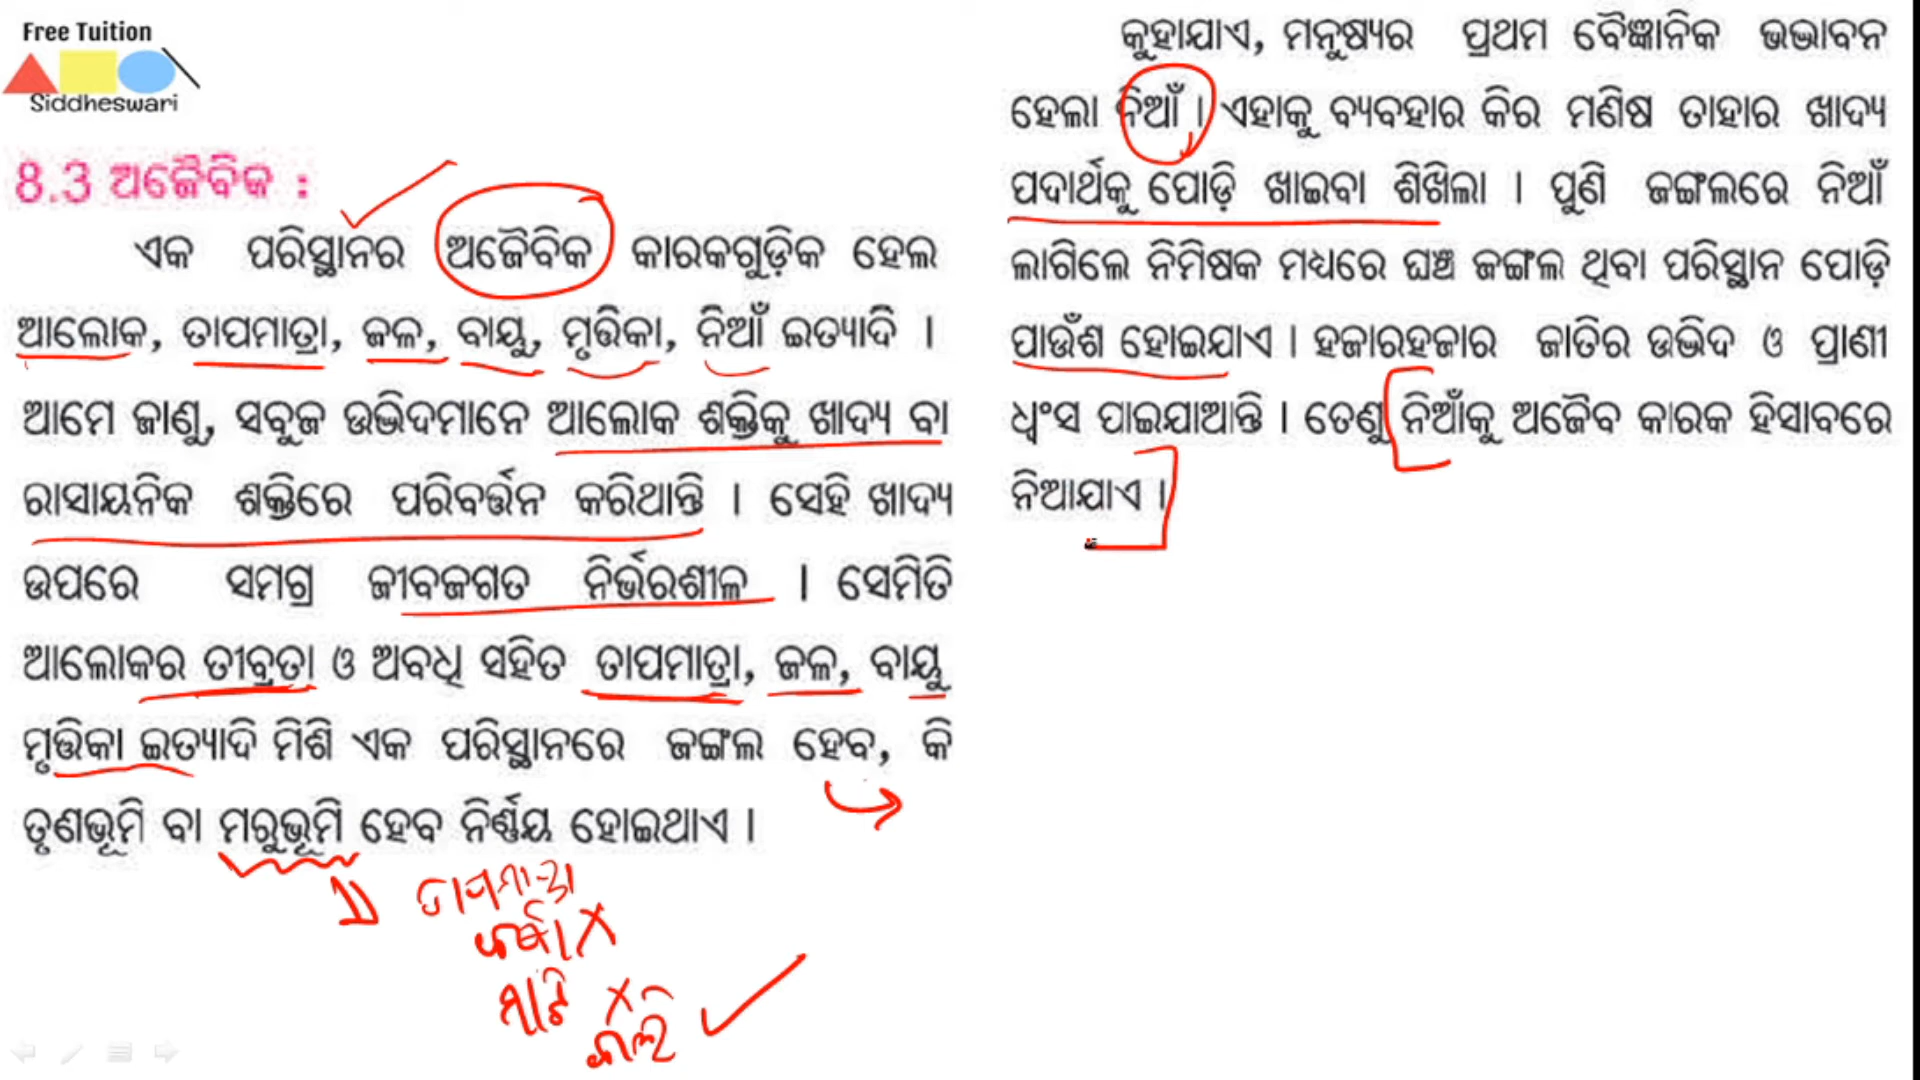 Free Tuition
Siddheswari
8.3 ଅଜୈବିକ :
ଏକ ପରିସ୍ଥାନର ଅଜୈବିକ କାରକଗୁଡ଼ିକ ହେଲ
ଆଲୋକ, ତାପମାତ୍ରା, ଜଳ, ବାୟୁ, ମୃତ୍ତିକା, ନିଆଁ ଇତ୍ୟାଦି ।
ଆମେ ଜାଣୁ, ସବୁଜ ଉଦ୍ଭିଦମାନେ ଆଲୋକ ଶକ୍ତିକୁ ଖାଦ୍ୟ ବା
ରାସାୟନିକ ଶକ୍ତିରେ ପରିବର୍ତ୍ତନ କରିଥାନ୍ତି । ସେହି ଖାଦ୍ୟ
ଉପରେ ସମଗ୍ର ଜୀବଜଗତ ନିର୍ଭରଶୀଳ । ସେମିତି
ଆଲୋକର ତୀବ୍ରତା ଓ ଅବଧି ସହିତ ତାପମାତ୍ରା, ଜଳ, ବାୟୁ
ମୃତ୍ତିକା ଇତ୍ୟାଦି ମିଶି ଏକ ପରିସ୍ଥାନରେ ଜଙ୍ଗଲ ହେବ, କି
ତୃଣଭୂମି ବା ମରୁଭୂମି ହେବ ନିର୍ଣ୍ଣୟ ହୋଇଥାଏ ।
ତାପମାତ୍ରା
ବର୍ଷା X
ମାଟି X
ବାଲି
କୁହାଯାଏ, ମନୁଷ୍ୟର ପ୍ରଥମ ବୈଜ୍ଞାନିକ ଭଦ୍ଭାବନ
ହେଲା ନିଆଁ । ଏହାକୁ ବ୍ୟବହାର କିର ମଣିଷ ତାହାର ଖାଦ୍ୟ
ପଦାର୍ଥକୁ ପୋଡ଼ି ଖାଇବା ଶିଖିଲା । ପୁଣି ଜଙ୍ଗଲରେ ନିଆଁ
ଲାଗିଲେ ନିମିଷକ ମଧ୍ୟରେ ଘଞ୍ଚ ଜଙ୍ଗଲ ଥିବା ପରିସ୍ଥାନ ପୋଡ଼ି
ପାଉଁଶ ହୋଇଯାଏ । ହଜାରହଜାର ଜାତିର ଉଦ୍ଭିଦ ଓ ପ୍ରାଣୀ
ଧ୍ୱଂସ ପାଇଯାଆନ୍ତି । ତେଣୁ ନିଆଁକୁ ଅଜୈବ କାରକ ହିସାବରେ
ନିଆଯାଏ ।